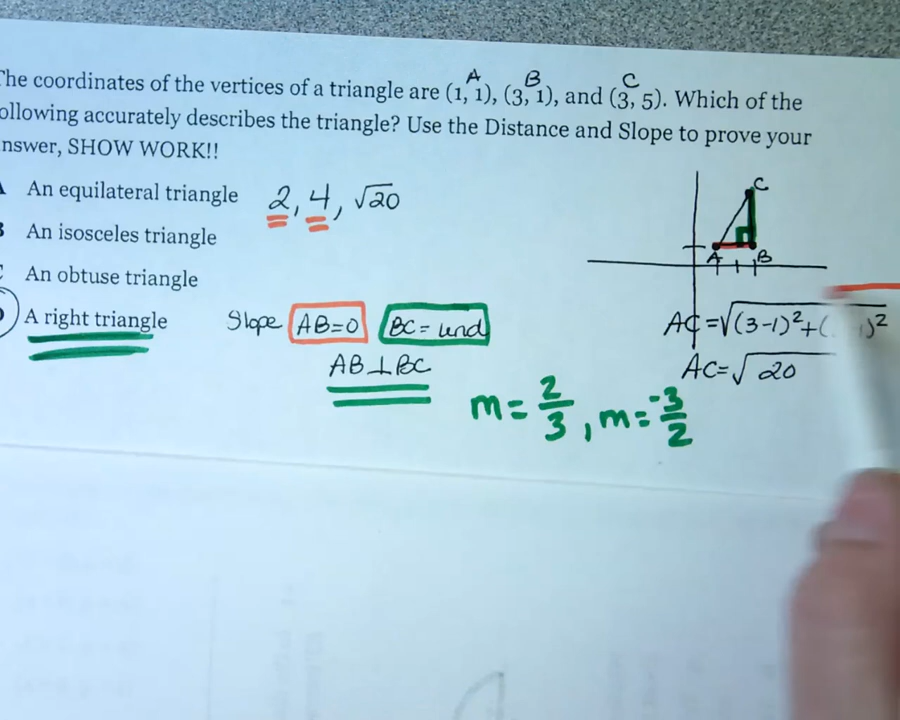 The coordinates of the vertices of a triangle are (1, 1), (3, 1), and (3, 5). Which of the
A B C
ollowing accurately describes the triangle? Use the Distance and Slope to prove your
nswer, SHOW WORK!!
An equilateral triangle 2, 4, √20
An isosceles triangle
An obtuse triangle
A right triangle
C
A B
Slope AB=0 BC= und
AB⊥BC
AC=√(3-1)²+( )²
AC=√20
m=2/3, m=-3/2